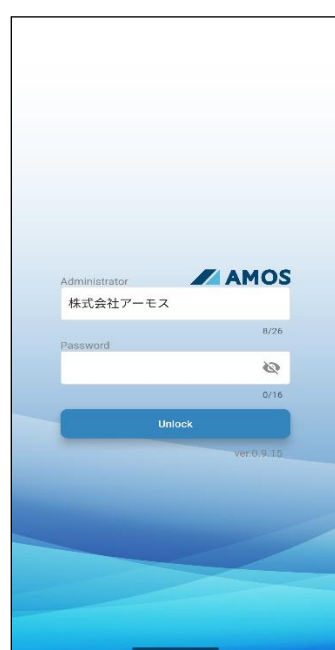 AMOS
Administrator
株式会社アーモス
8/26
Password
0/16
Unlock
ver.0.9.15